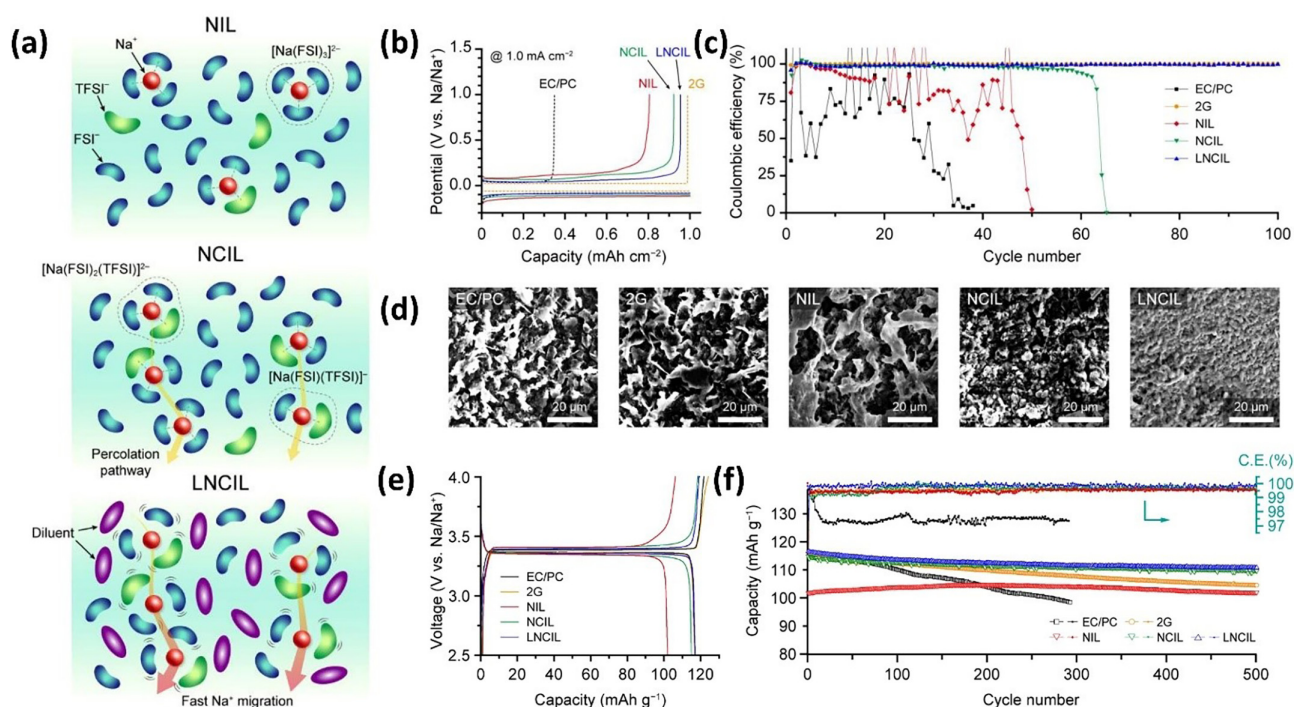 (a)
NIL
Na⁺
[Na(FSI)₃]²⁻
TFSI⁻
FSI⁻
NCIL
[Na(FSI)₂(TFSI)]²⁻
[Na(FSI)(TFSI)]⁻
Percolation
pathway
LNCIL
Diluent
Fast Na⁺ migration
(b)
Potential (V vs. Na/Na⁺)
1.5
1.0
0.5
0.0
@ 1.0 mA cm⁻²
NCIL LNCIL
EC/PC NIL 2G
0 0.2 0.4 0.6 0.8 1.0
Capacity (mAh cm⁻²)
(c)
Coulombic efficiency (%)
100
75
50
25
0
EC/PC
2G
NIL
NCIL
LNCIL
0 20 40 60 80 100
Cycle number
(d)
EC/PC 2G NIL NCIL LNCIL
20 μm 20 μm 20 μm 20 μm 20 μm
(e)
Voltage (V vs. Na/Na⁺)
4.0
3.5
3.0
2.5
EC/PC
2G
NIL
NCIL
LNCIL
0 20 40 60 80 100 120
Capacity (mAh g⁻¹)
(f)
C.E.(%)
100
99
98
97
Capacity (mAh g⁻¹)
130
120
110
100
90
80
EC/PC 2G
NIL NCIL LNCIL
0 100 200 300 400 500
Cycle number